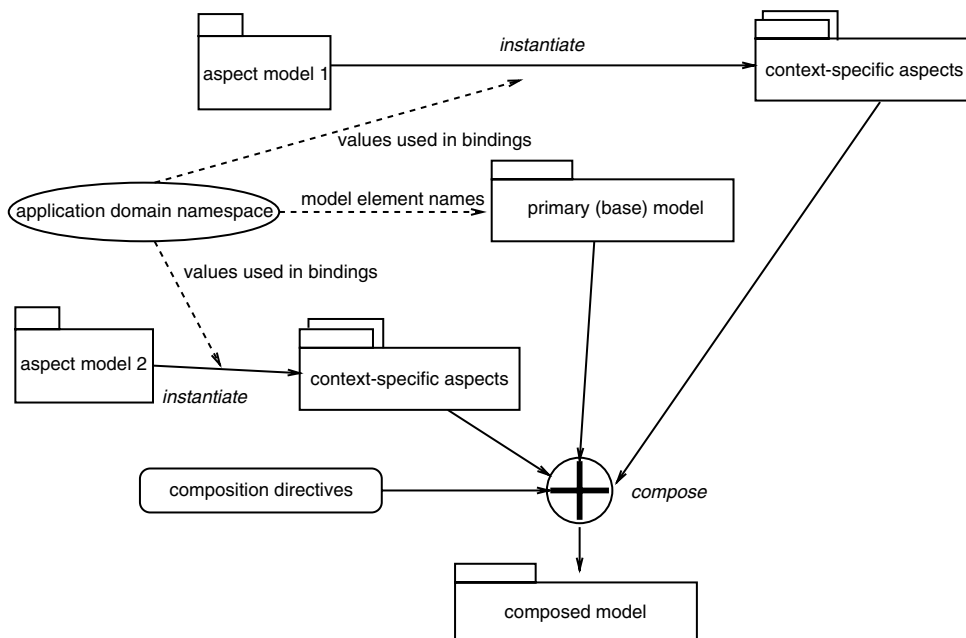 instantiate
aspect model 1
context-specific aspects
values used in bindings
model element names
primary (base) model
application domain namespace
values used in bindings
aspect model 2
context-specific aspects
instantiate
composition directives
compose
composed model